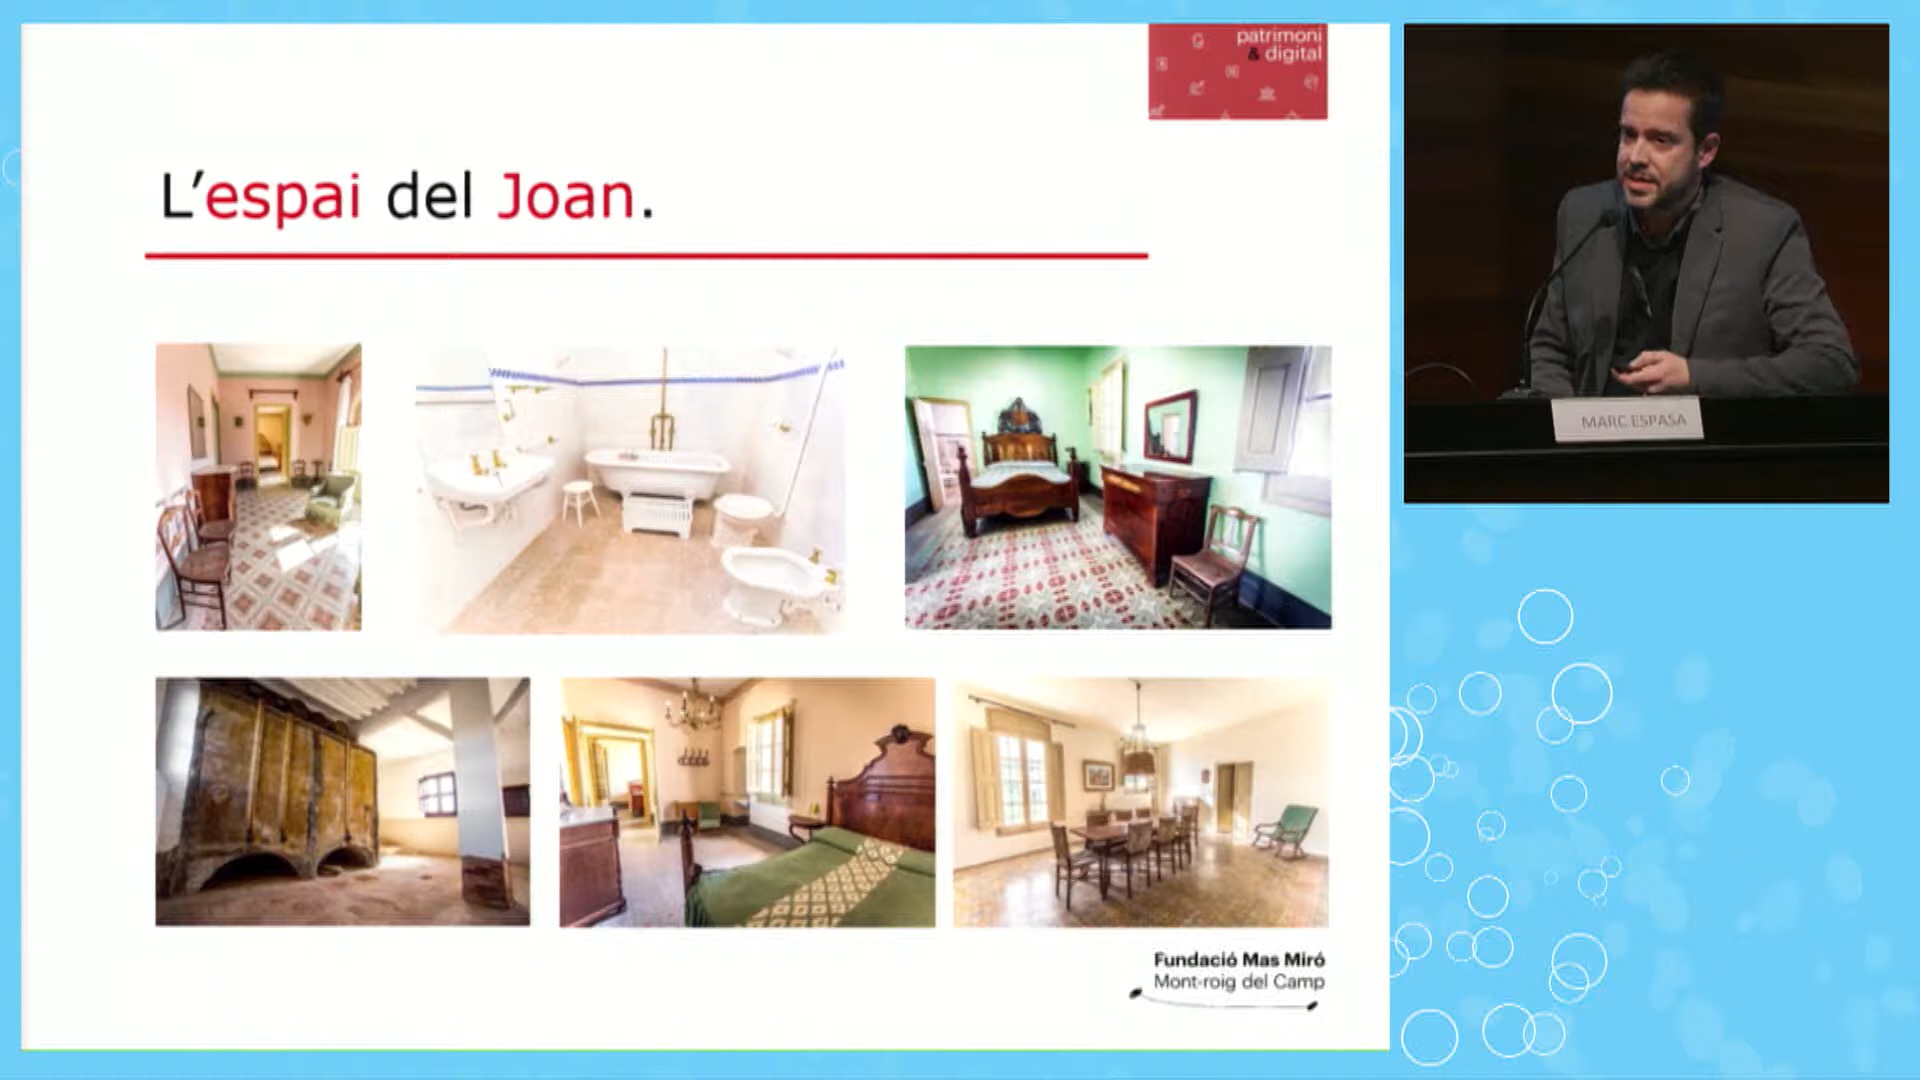 patrimoni
& digital
L'espai del Joan.
MARC ESPASA
Fundació Mas Miró
Mont-roig del Camp